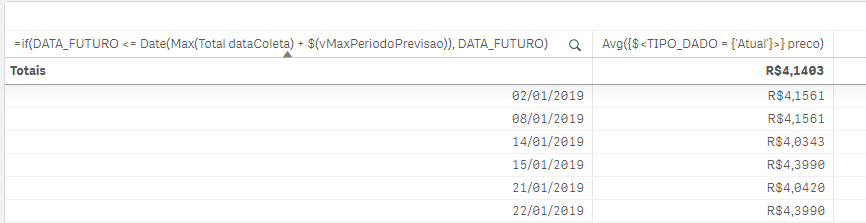 =if(DATA_FUTURO <= Date(Max(Total dataColeta) + $(vMaxPeriodoPrevisao)), DATA_FUTURO) Avg({$<TIPO_DADO = {'Atual'}>} preco)
Totais R$4,1403
02/01/2019 R$4,1561
08/01/2019 R$4,1561
14/01/2019 R$4,0343
15/01/2019 R$4,3990
21/01/2019 R$4,0420
22/01/2019 R$4,3990